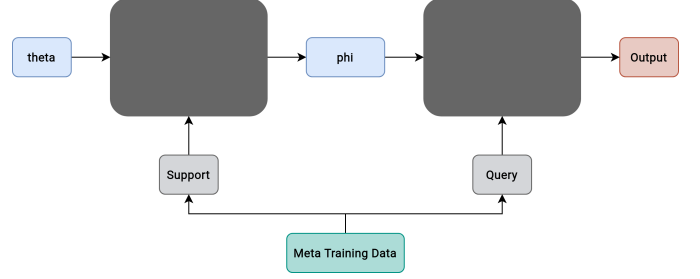 theta
phi
Output
Support
Query
Meta Training Data